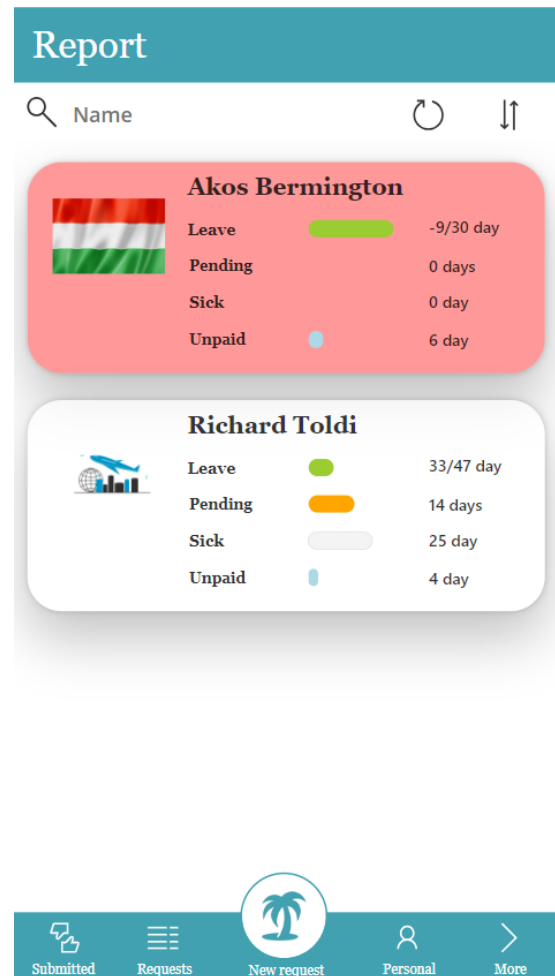 Report
Name
Akos Bermington
Leave -9/30 day
Pending 0 days
Sick 0 day
Unpaid 6 day
Richard Toldi
Leave 33/47 day
Pending 14 days
Sick 25 day
Unpaid 4 day
Submitted Requests New request Personal More